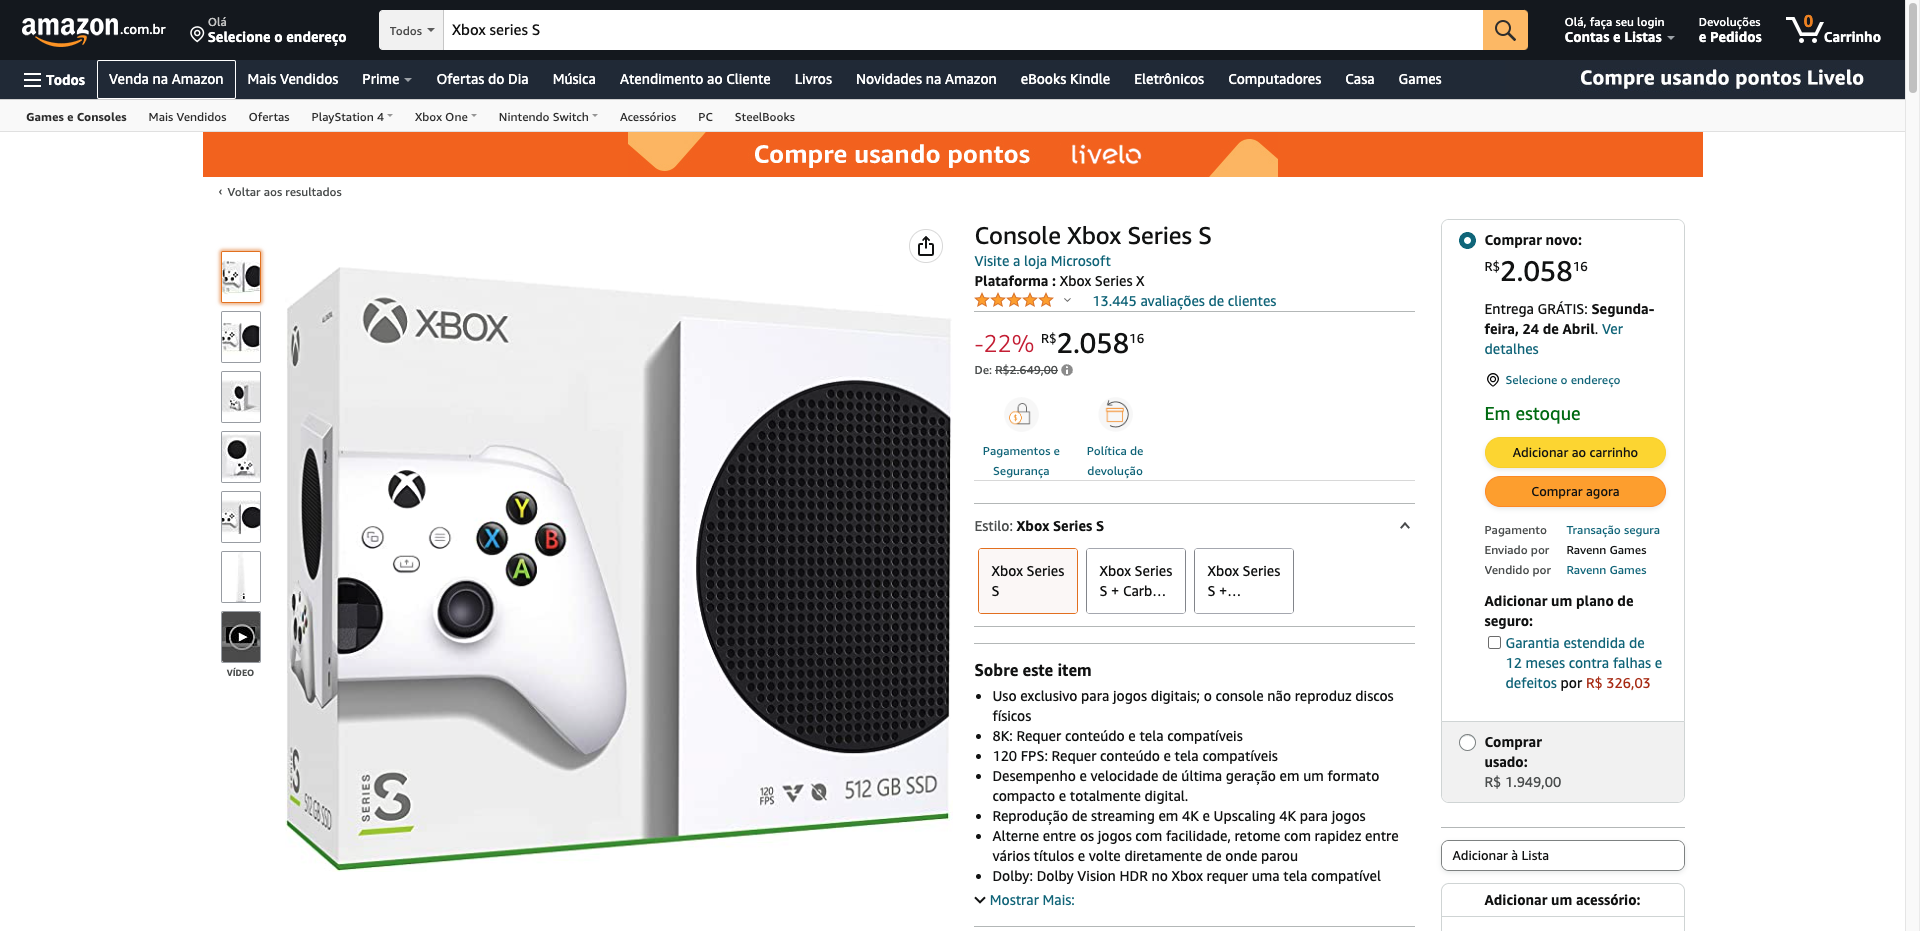 amazon.com.br
Olá
Selecione o endereço
Todos
Xbox series S
Olá, faça seu login
Contas e Listas
Devoluções
e Pedidos
0
Carrinho
Todos
Venda na Amazon
Mais Vendidos
Prime
Ofertas do Dia
Música
Atendimento ao Cliente
Livros
Novidades na Amazon
eBooks Kindle
Eletrônicos
Computadores
Casa
Games
Compre usando pontos Livelo
Games e Consoles
Mais Vendidos
Ofertas
PlayStation 4
Xbox One
Nintendo Switch
Acessórios
PC
SteelBooks
Compre usando pontos livelo
‹ Voltar aos resultados
VÍDEO
XBOX
Y
X
B
A
SERIES
S
512 GB SSD
SERIES
S
120
FPS
512 GB SSD
Console Xbox Series S
Visite a loja Microsoft
Plataforma : Xbox Series X
13.445 avaliações de clientes
-22% R$2.05816
De: R$2.649,00
Pagamentos e
Segurança
Política de
devolução
Estilo: Xbox Series S
Xbox Series
S
Xbox Series
S + Carb...
Xbox Series
S +...
Sobre este item
• Uso exclusivo para jogos digitais; o console não reproduz discos
físicos
• 8K: Requer conteúdo e tela compatíveis
• 120 FPS: Requer conteúdo e tela compatíveis
• Desempenho e velocidade de última geração em um formato
compacto e totalmente digital.
• Reprodução de streaming em 4K e Upscaling 4K para jogos
• Alterne entre os jogos com facilidade, retome com rapidez entre
vários títulos e volte diretamente de onde parou
• Dolby: Dolby Vision HDR no Xbox requer uma tela compatível
Mostrar Mais:
Comprar novo:
R$2.05816
Entrega GRÁTIS: Segunda-
feira, 24 de Abril. Ver
detalhes
Selecione o endereço
Em estoque
Adicionar ao carrinho
Comprar agora
Pagamento Transação segura
Enviado por Ravenn Games
Vendido por Ravenn Games
Adicionar um plano de
seguro:
Garantia estendida de
12 meses contra falhas e
defeitos por R$ 326,03
Comprar
usado:
R$ 1.949,00
Adicionar à Lista
Adicionar um acessório: